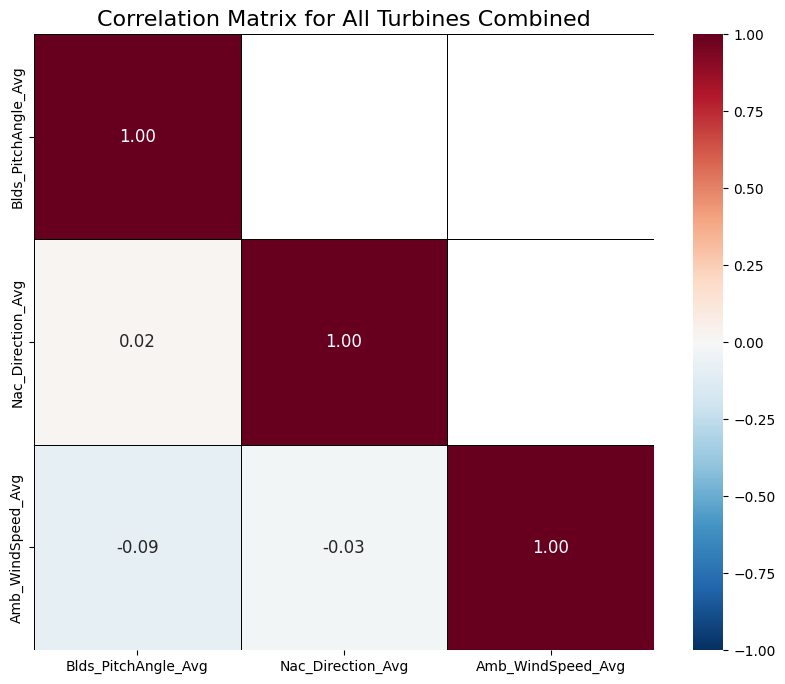 Correlation Matrix for All Turbines Combined
Blds_PitchAngle_Avg
1.00
Nac_Direction_Avg
0.02
1.00
Amb_WindSpeed_Avg
-0.09
-0.03
1.00
Blds_PitchAngle_Avg
Nac_Direction_Avg
Amb_WindSpeed_Avg
1.00
0.75
0.50
0.25
0.00
−0.25
−0.50
−0.75
−1.00